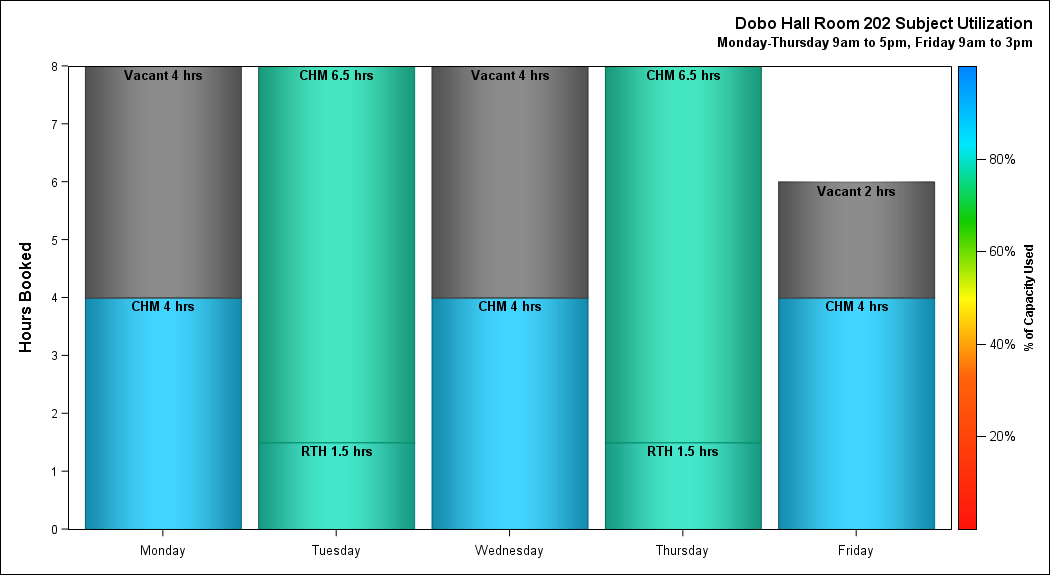 Dobo Hall Room 202 Subject Utilization
Monday-Thursday 9am to 5pm, Friday 9am to 3pm
Hours Booked
8
7
6
5
4
3
2
1
0
Vacant 4 hrs
CHM 4 hrs
CHM 6.5 hrs
RTH 1.5 hrs
Vacant 4 hrs
CHM 4 hrs
CHM 6.5 hrs
RTH 1.5 hrs
Vacant 2 hrs
CHM 4 hrs
Monday
Tuesday
Wednesday
Thursday
Friday
80%
60%
40%
20%
% of Capacity Used